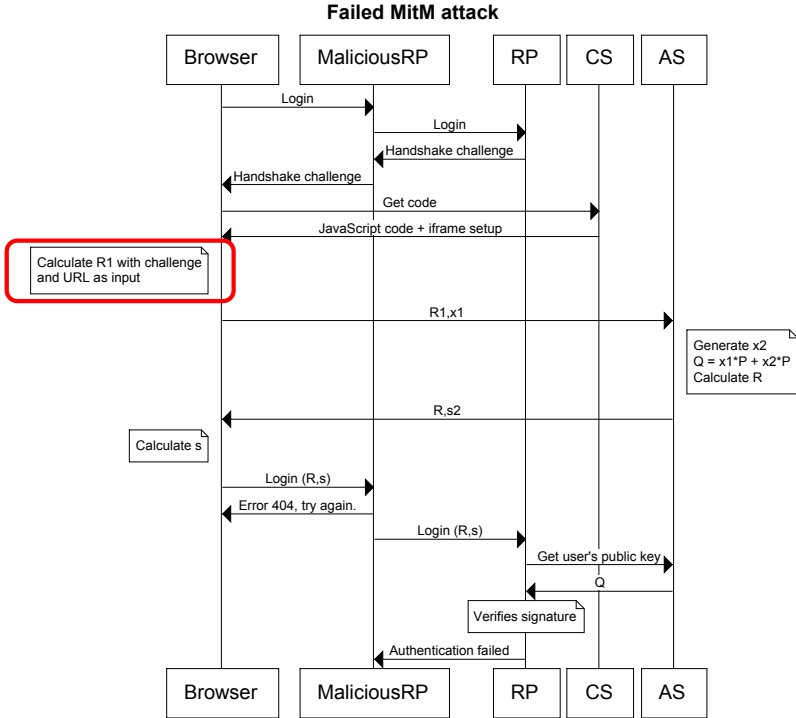 Failed MitM attack
Browser
MaliciousRP
RP
CS
AS
Login
Login
Handshake challenge
Handshake challenge
Get code
JavaScript code + iframe setup
Calculate R1 with challenge
and URL as input
R1,x1
Generate x2
Q = x1*P + x2*P
Calculate R
R,s2
Calculate s
Login (R,s)
Error 404, try again.
Login (R,s)
Get user's public key
Q
Verifies signature
Authentication failed
Browser
MaliciousRP
RP
CS
AS